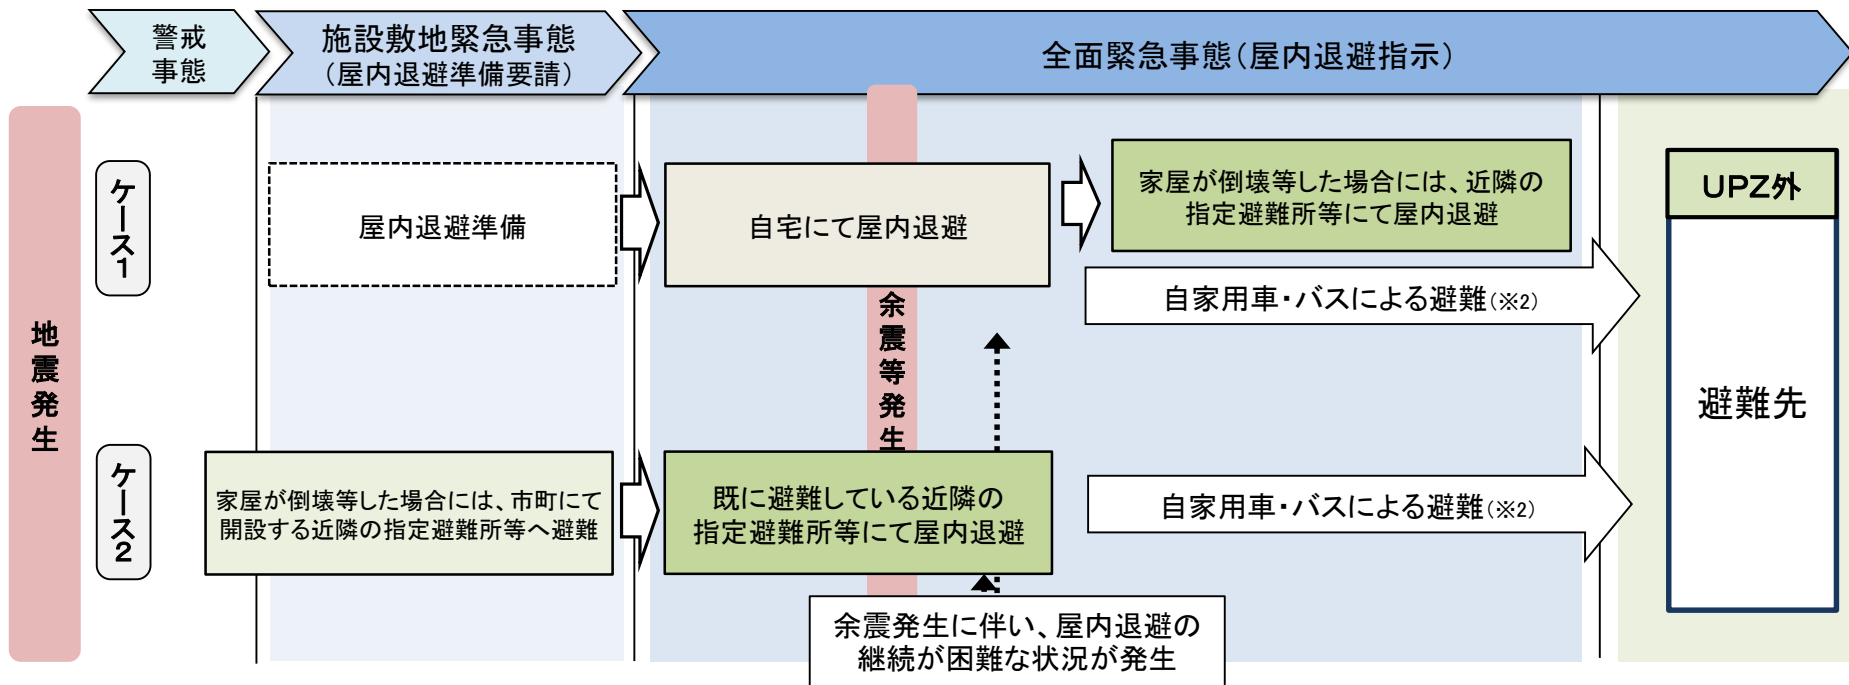 警戒
事態
施設敷地緊急事態
（屋内退避準備要請）
全面緊急事態（屋内退避指示）
地震発生
ケース１
屋内退避準備
自宅にて屋内退避
家屋が倒壊等した場合には、近隣の
指定避難所等にて屋内退避
自家用車・バスによる避難（※2）
余震等発生
ケース２
家屋が倒壊等した場合には、市町にて
開設する近隣の指定避難所等へ避難
既に避難している近隣の
指定避難所等にて屋内退避
自家用車・バスによる避難（※2）
余震発生に伴い、屋内退避の
継続が困難な状況が発生
ＵＰＺ外
避難先